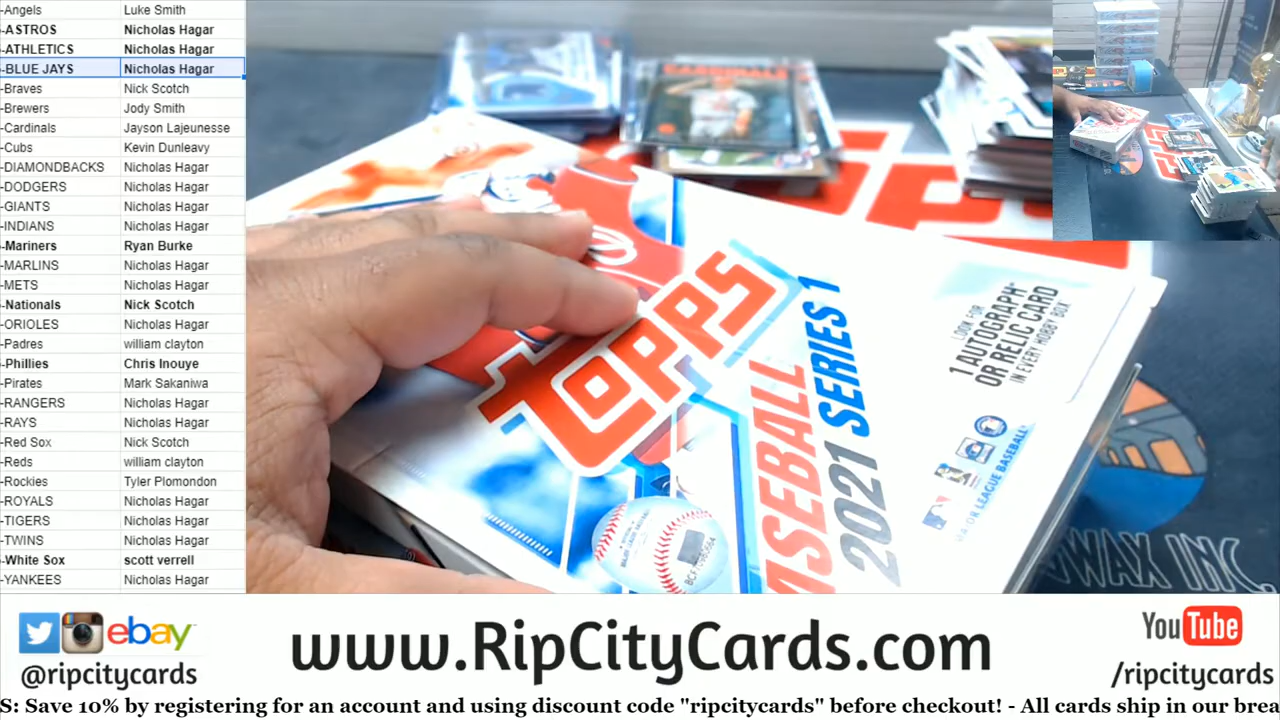 -Angels Luke Smith
-ASTROS Nicholas Hagar
-ATHLETICS Nicholas Hagar
-BLUE JAYS Nicholas Hagar
-Braves Nick Scotch
-Brewers Jody Smith
-Cardinals Jayson Lajeunesse
-Cubs Kevin Dunleavy
-DIAMONDBACKS Nicholas Hagar
-DODGERS Nicholas Hagar
-GIANTS Nicholas Hagar
-INDIANS Nicholas Hagar
-Mariners Ryan Burke
-MARLINS Nicholas Hagar
-METS Nicholas Hagar
-Nationals Nick Scotch
-ORIOLES Nicholas Hagar
-Padres william clayton
-Phillies Chris Inouye
-Pirates Mark Sakaniwa
-RANGERS Nicholas Hagar
-RAYS Nicholas Hagar
-Red Sox Nick Scotch
-Reds william clayton
-Rockies Tyler Plomondon
-ROYALS Nicholas Hagar
-TIGERS Nicholas Hagar
-TWINS Nicholas Hagar
-White Sox scott verrell
-YANKEES Nicholas Hagar
CARDINALS
TOPPS
BASEBALL
2021 SERIES 1
LOOK FOR
1 AUTOGRAPH
OR RELIC CARD
IN EVERY HOBBY BOX
MAJOR LEAGUE BASEBALL
WAX INC.
ebay
@ripcitycards
www.RipCityCards.com
YouTube
/ripcitycards
S: Save 10% by registering for an account and using discount code "ripcitycards" before checkout! - All cards ship in our brea